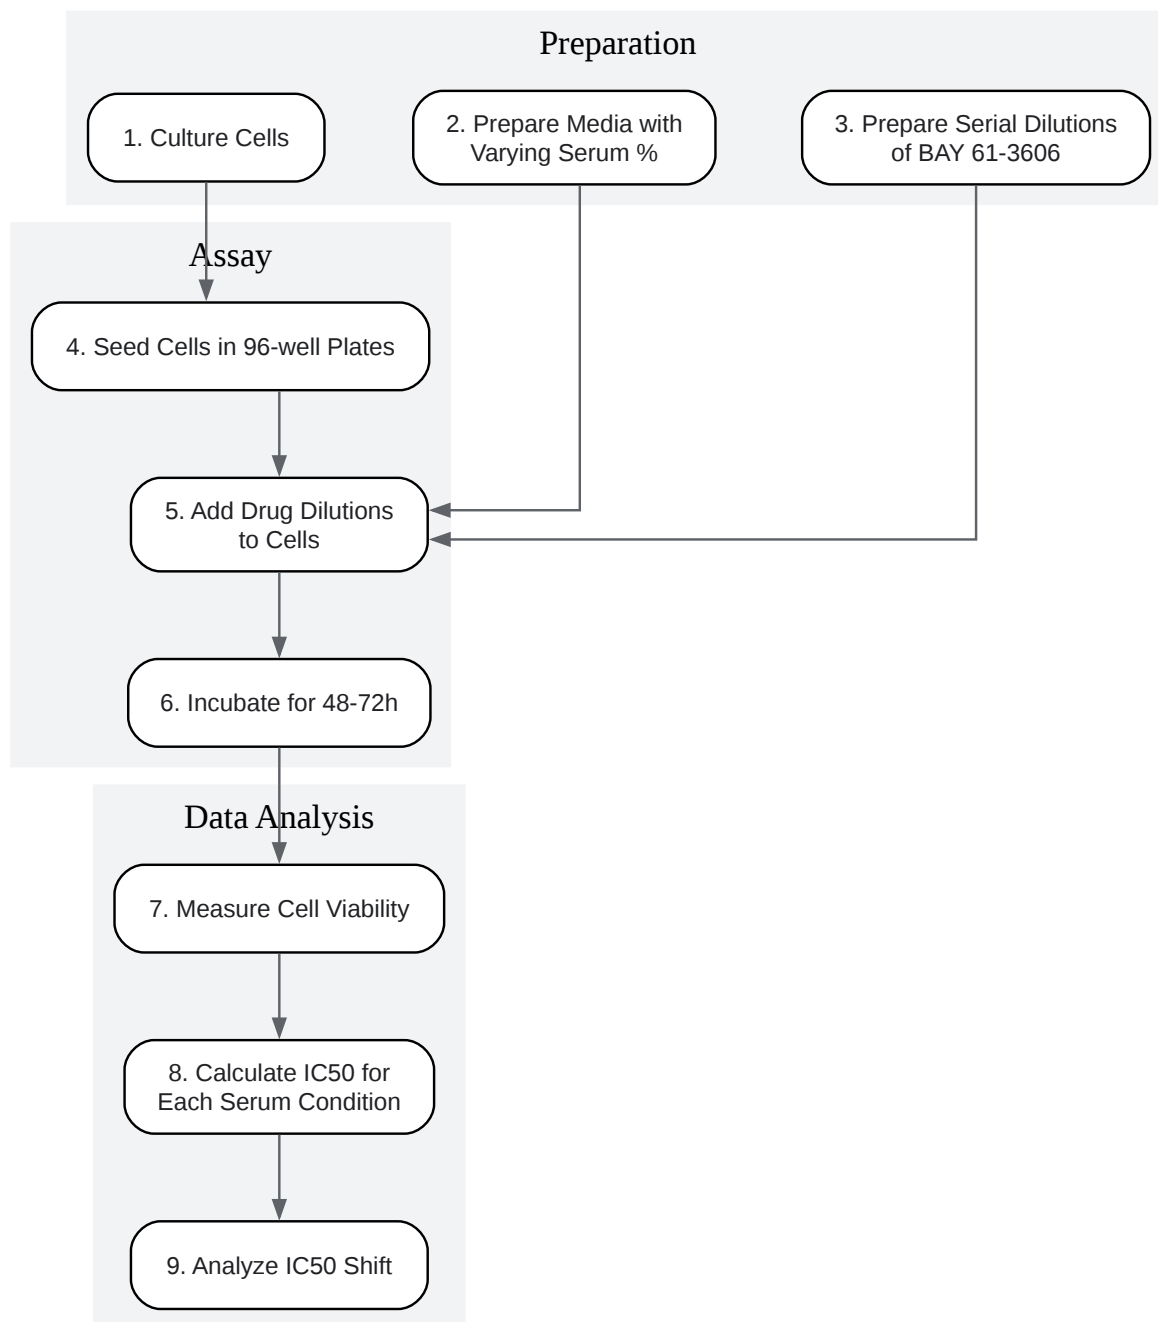 Preparation
1. Culture Cells
2. Prepare Media with
Varying Serum %
3. Prepare Serial Dilutions
of BAY 61-3606
Assay
4. Seed Cells in 96-well Plates
5. Add Drug Dilutions
to Cells
6. Incubate for 48-72h
Data Analysis
7. Measure Cell Viability
8. Calculate IC50 for
Each Serum Condition
9. Analyze IC50 Shift